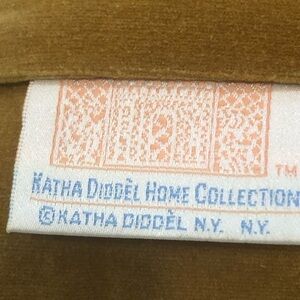 TM
KATHA DIDDÈL HOME COLLECTION
©KATHA DIDDÈL N.Y. N.Y.